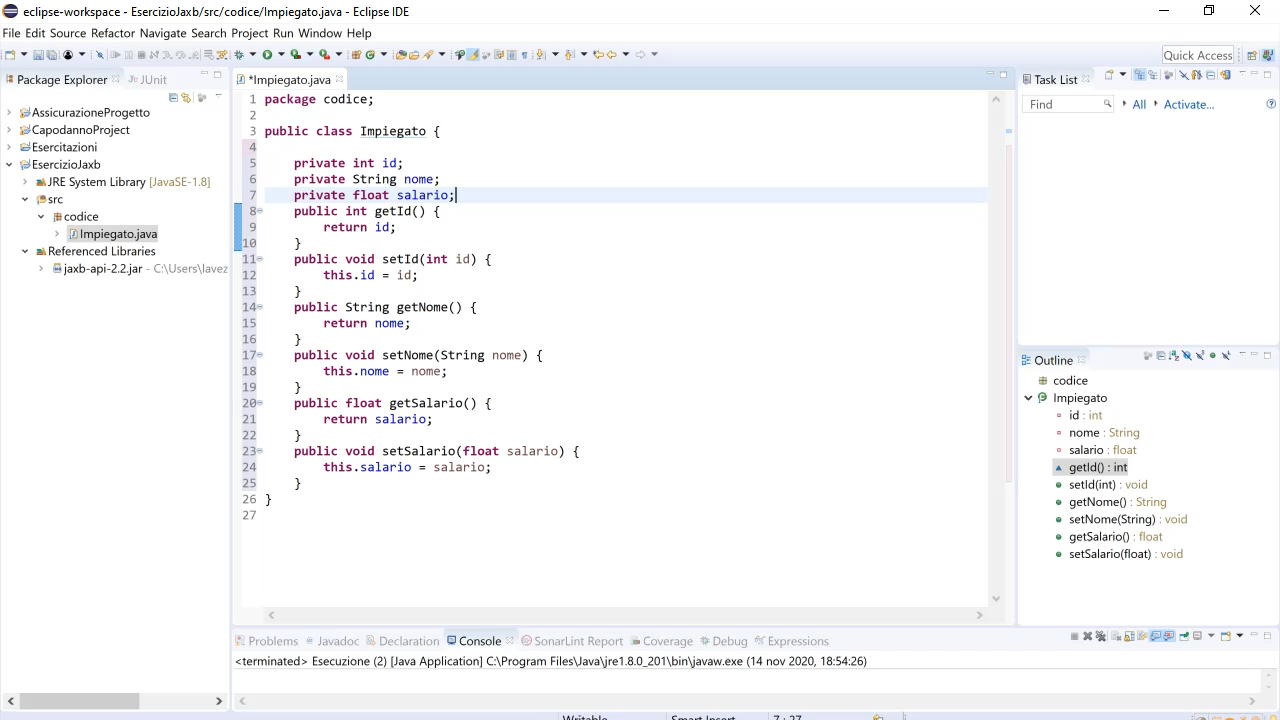 eclipse-workspace - EsercizioJaxb/src/codice/Impiegato.java - Eclipse IDE
File Edit Source Refactor Navigate Search Project Run Window Help
Quick Access
Package Explorer
JUnit
AssicurazioneProgetto
CapodannoProject
Esercitazioni
EsercizioJaxb
JRE System Library [JavaSE-1.8]
src
codice
Impiegato.java
Referenced Libraries
jaxb-api-2.2.jar - C:\Users\lavez
*Impiegato.java
1 package codice;
2
3 public class Impiegato {
4
5 private int id;
6 private String nome;
7 private float salario;
8 public int getId() {
9 return id;
10 }
11 public void setId(int id) {
12 this.id = id;
13 }
14 public String getNome() {
15 return nome;
16 }
17 public void setNome(String nome) {
18 this.nome = nome;
19 }
20 public float getSalario() {
21 return salario;
22 }
23 public void setSalario(float salario) {
24 this.salario = salario;
25 }
26 }
27
Task List
Find
All
Activate...
Outline
codice
Impiegato
id : int
nome : String
salario : float
getId() : int
setId(int) : void
getNome() : String
setNome(String) : void
getSalario() : float
setSalario(float) : void
Problems Javadoc Declaration Console SonarLint Report Coverage Debug Expressions
<terminated> Esecuzione (2) [Java Application] C:\Program Files\Java\jre1.8.0_201\bin\javaw.exe (14 nov 2020, 18:54:26)
Writable Smart Insert 7 : 27